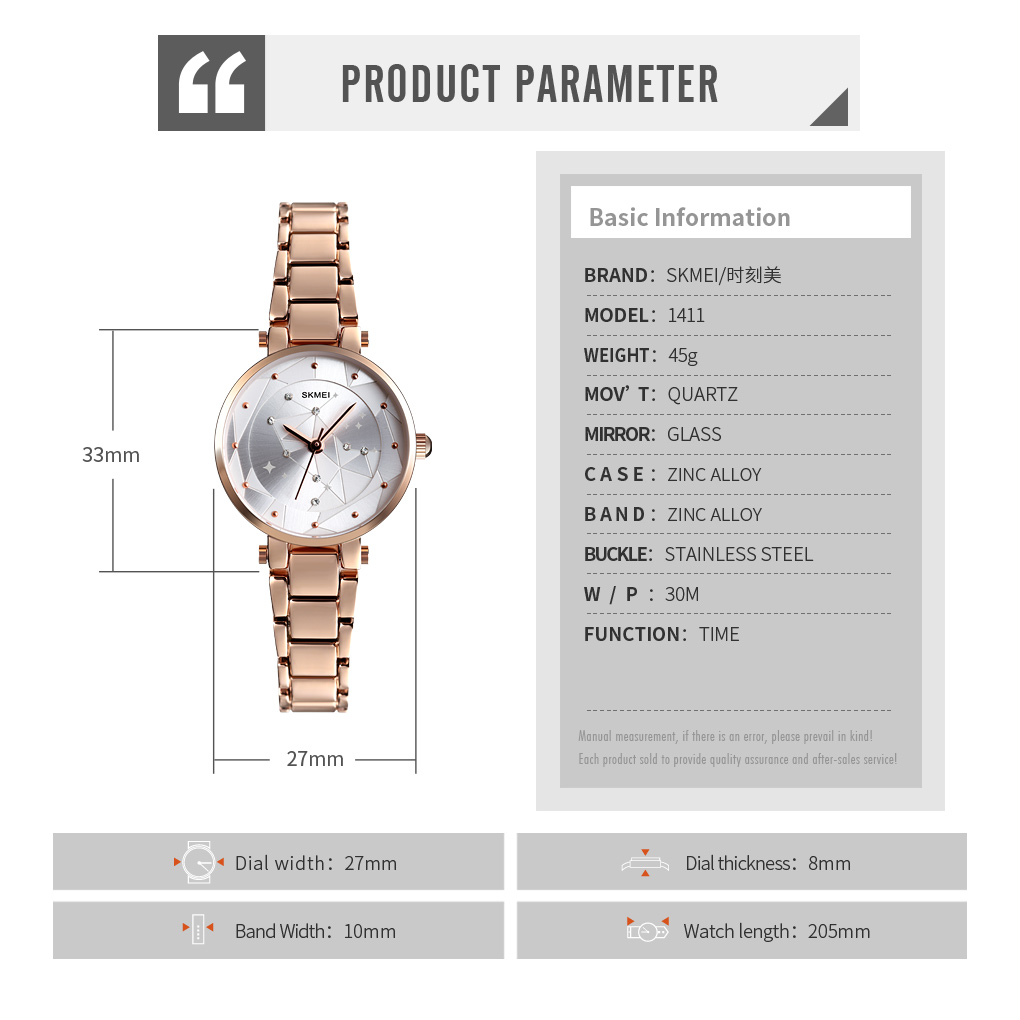 PRODUCT PARAMETER
Basic Information
BRAND: SKMEI/时刻美
MODEL: 1411
WEIGHT: 45g
MOV'T: QUARTZ
MIRROR: GLASS
CASE: ZINC ALLOY
BAND: ZINC ALLOY
BUCKLE: STAINLESS STEEL
W/P: 30M
FUNCTION: TIME
Manual measurement, if there is an error, please prevail in kind!
Each product sold to provide quality assurance and after-sales service!
SKMEI
33mm
27mm
Dial width: 27mm
Dial thickness: 8mm
Band Width: 10mm
Watch length: 205mm